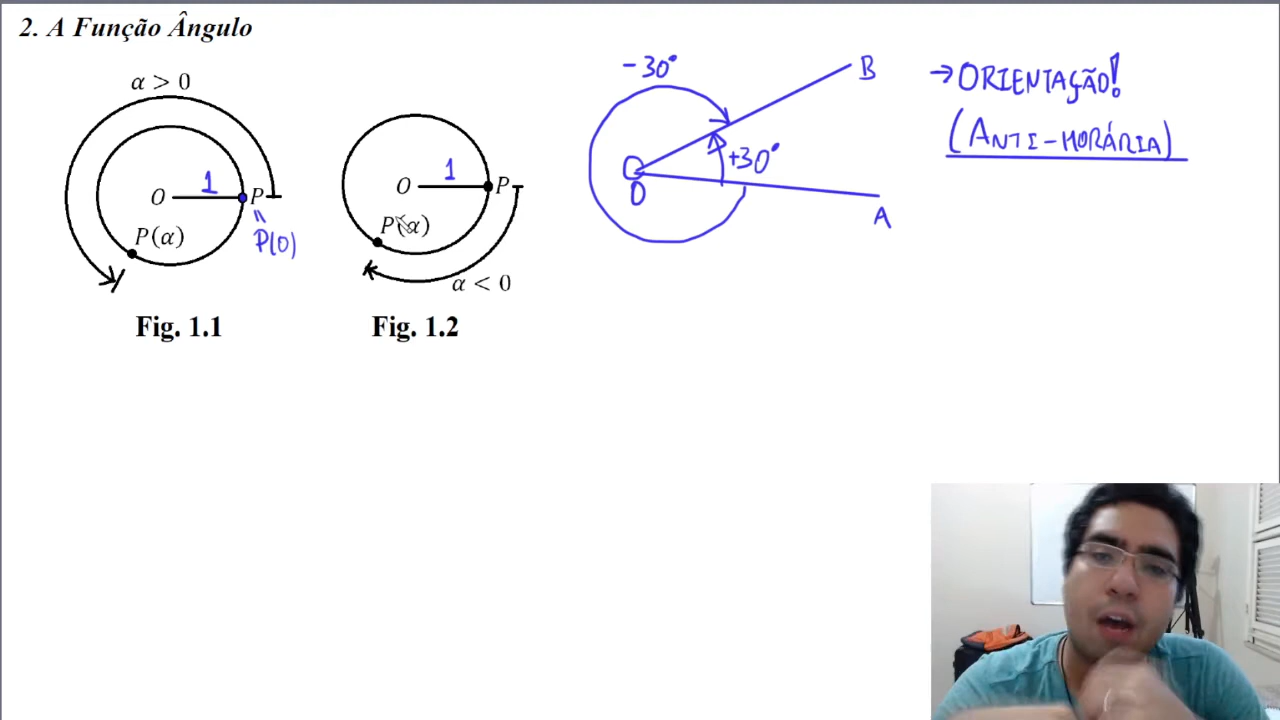 2. A Função Ângulo
α > 0
O 1 P
P(α)
"
P(0)
Fig. 1.1
O 1 P
P(α)
α < 0
Fig. 1.2
-30°
B
+30°
O
A
→ ORIENTAÇÃO!
(ANTI-HORÁRIA)